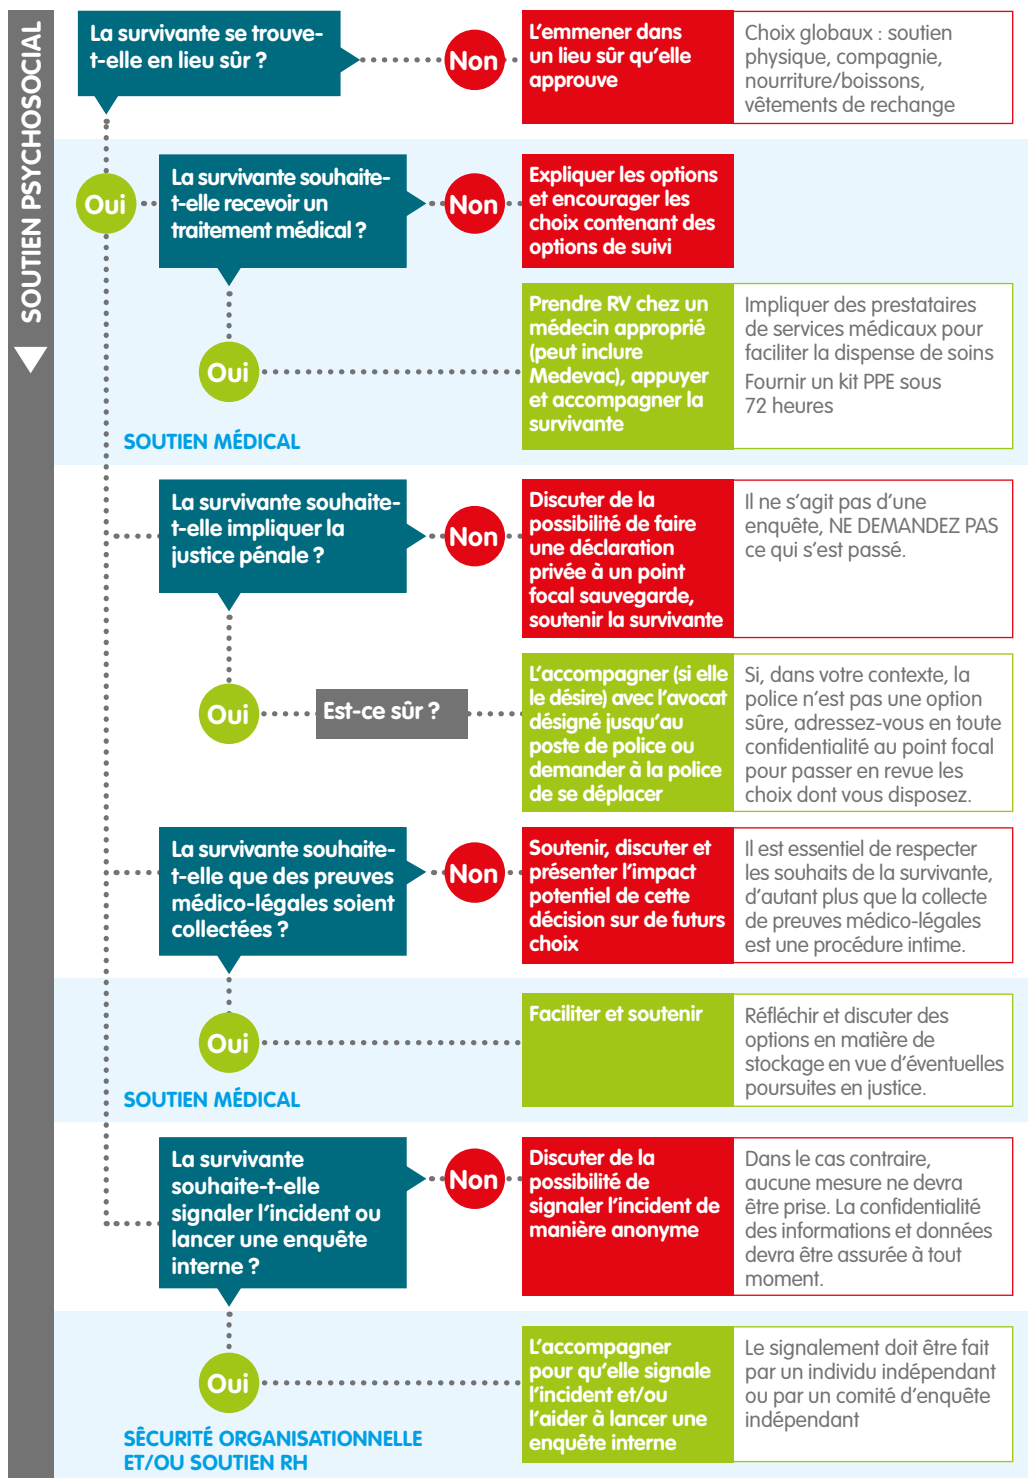 SOUTIEN PSYCHOSOCIAL
La survivante se trouve-
t-elle en lieu sûr ?
Non
L'emmener dans
un lieu sûr qu'elle
approuve
Choix globaux : soutien
physique, compagnie,
nourriture/boissons,
vêtements de rechange
Oui
La survivante souhaite-
t-elle recevoir un
traitement médical ?
Non
Expliquer les options
et encourager les
choix contenant des
options de suivi
Oui
Prendre RV chez un
médecin approprié
(peut inclure
Medevac), appuyer
et accompagner la
survivante
Impliquer des prestataires
de services médicaux pour
faciliter la dispense de soins
Fournir un kit PPE sous
72 heures
SOUTIEN MÉDICAL
La survivante souhaite-
t-elle impliquer la
justice pénale ?
Non
Discuter de la
possibilité de faire
une déclaration
privée à un point
focal sauvegarde,
soutenir la survivante
Il ne s'agit pas d'une
enquête, NE DEMANDEZ PAS
ce qui s'est passé.
Oui
Est-ce sûr ?
L'accompagner (si elle
le désire) avec l'avocat
désigné jusqu'au
poste de police ou
demander à la police
de se déplacer
Si, dans votre contexte, la
police n'est pas une option
sûre, adressez-vous en toute
confidentialité au point focal
pour passer en revue les
choix dont vous disposez.
La survivante souhaite-
t-elle que des preuves
médico-légales soient
collectées ?
Non
Soutenir, discuter et
présenter l'impact
potentiel de cette
décision sur de futurs
choix
Il est essentiel de respecter
les souhaits de la survivante,
d'autant plus que la collecte
de preuves médico-légales
est une procédure intime.
Oui
Faciliter et soutenir
Réfléchir et discuter des
options en matière de
stockage en vue d'éventuelles
poursuites en justice.
SOUTIEN MÉDICAL
La survivante
souhaite-t-elle
signaler l'incident ou
lancer une enquête
interne ?
Non
Discuter de la
possibilité de
signaler l'incident de
manière anonyme
Dans le cas contraire,
aucune mesure ne devra
être prise. La confidentialité
des informations et données
devra être assurée à tout
moment.
Oui
L'accompagner
pour qu'elle signale
l'incident et/ou
l'aider à lancer une
enquête interne
Le signalement doit être fait
par un individu indépendant
ou par un comité d'enquête
indépendant
SÊCURITÉ ORGANISATIONNELLE
ET/OU SOUTIEN RH